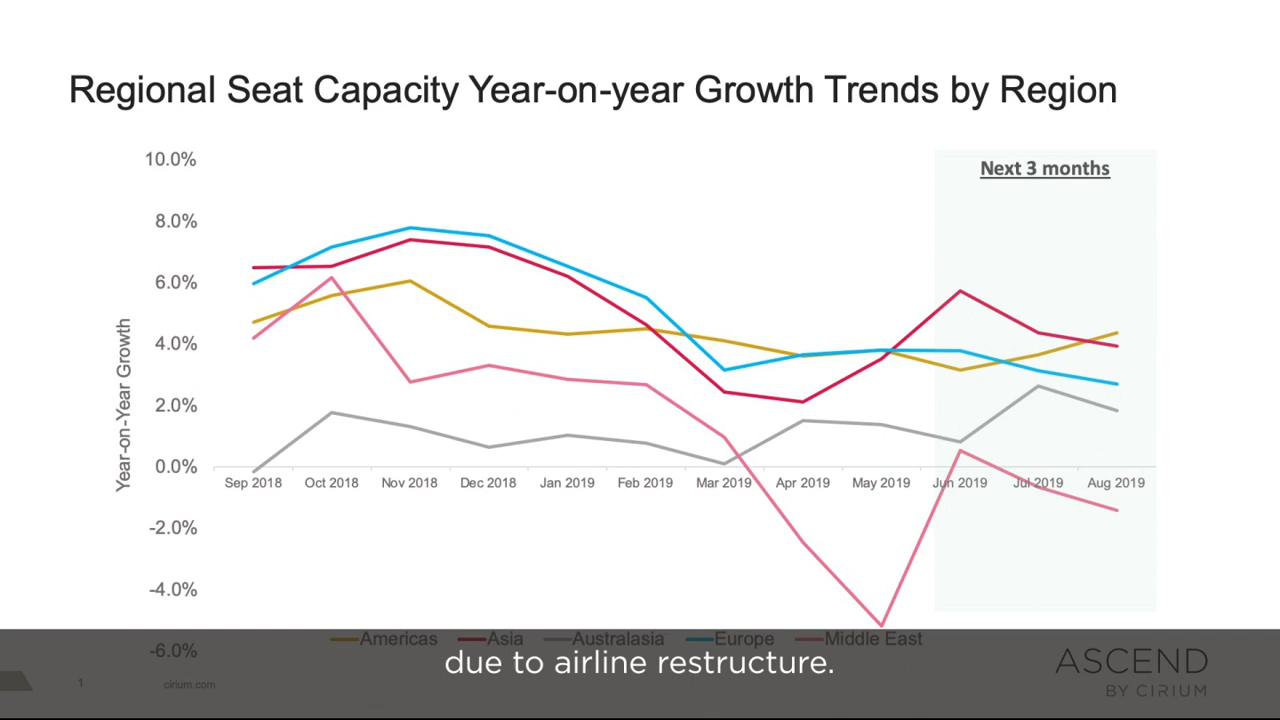 Regional Seat Capacity Year-on-year Growth Trends by Region
10.0%
Next 3 months
8.0%
6.0%
4.0%
2.0%
0.0%
-2.0%
-4.0%
-6.0%
Year-on-Year Growth
Sep 2018 Oct 2018 Nov 2018 Dec 2018 Jan 2019 Feb 2019 Mar 2019 Apr 2019 May 2019 Jun 2019 Jul 2019 Aug 2019
Americas Asia Australasia Europe Middle East
due to airline restructure.
1
cirium.com
ASCEND
BY CIRIUM